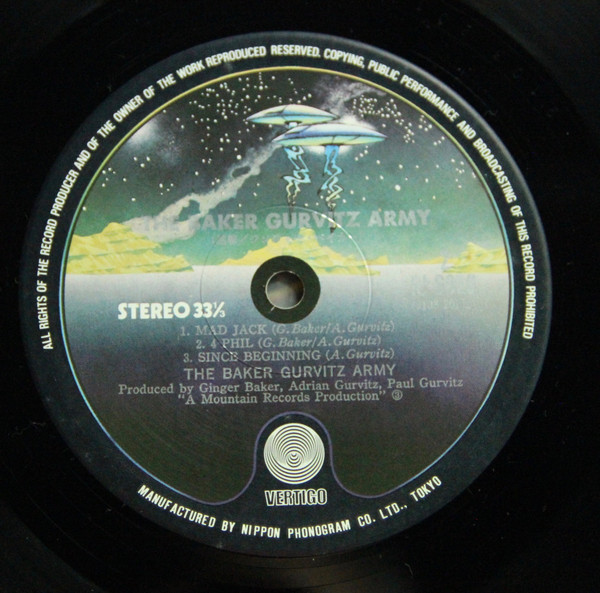 ALL RIGHTS OF THE RECORD PRODUCER AND OF THE OWNER OF THE WORK REPRODUCED RESERVED. COPYING, PUBLIC PERFORMANCE AND BROADCASTING OF THIS RECORD PROHIBITED
THE BAKER GURVITZ ARMY
STEREO 33⅓
1. MAD JACK (G. Baker/A. Gurvitz)
2. 4 PHIL (G. Baker/A. Gurvitz)
3. SINCE BEGINNING (A. Gurvitz)
THE BAKER GURVITZ ARMY
Produced by Ginger Baker, Adrian Gurvitz, Paul Gurvitz
"A Mountain Records Production"
VERTIGO
MANUFACTURED BY NIPPON PHONOGRAM CO. LTD., TOKYO